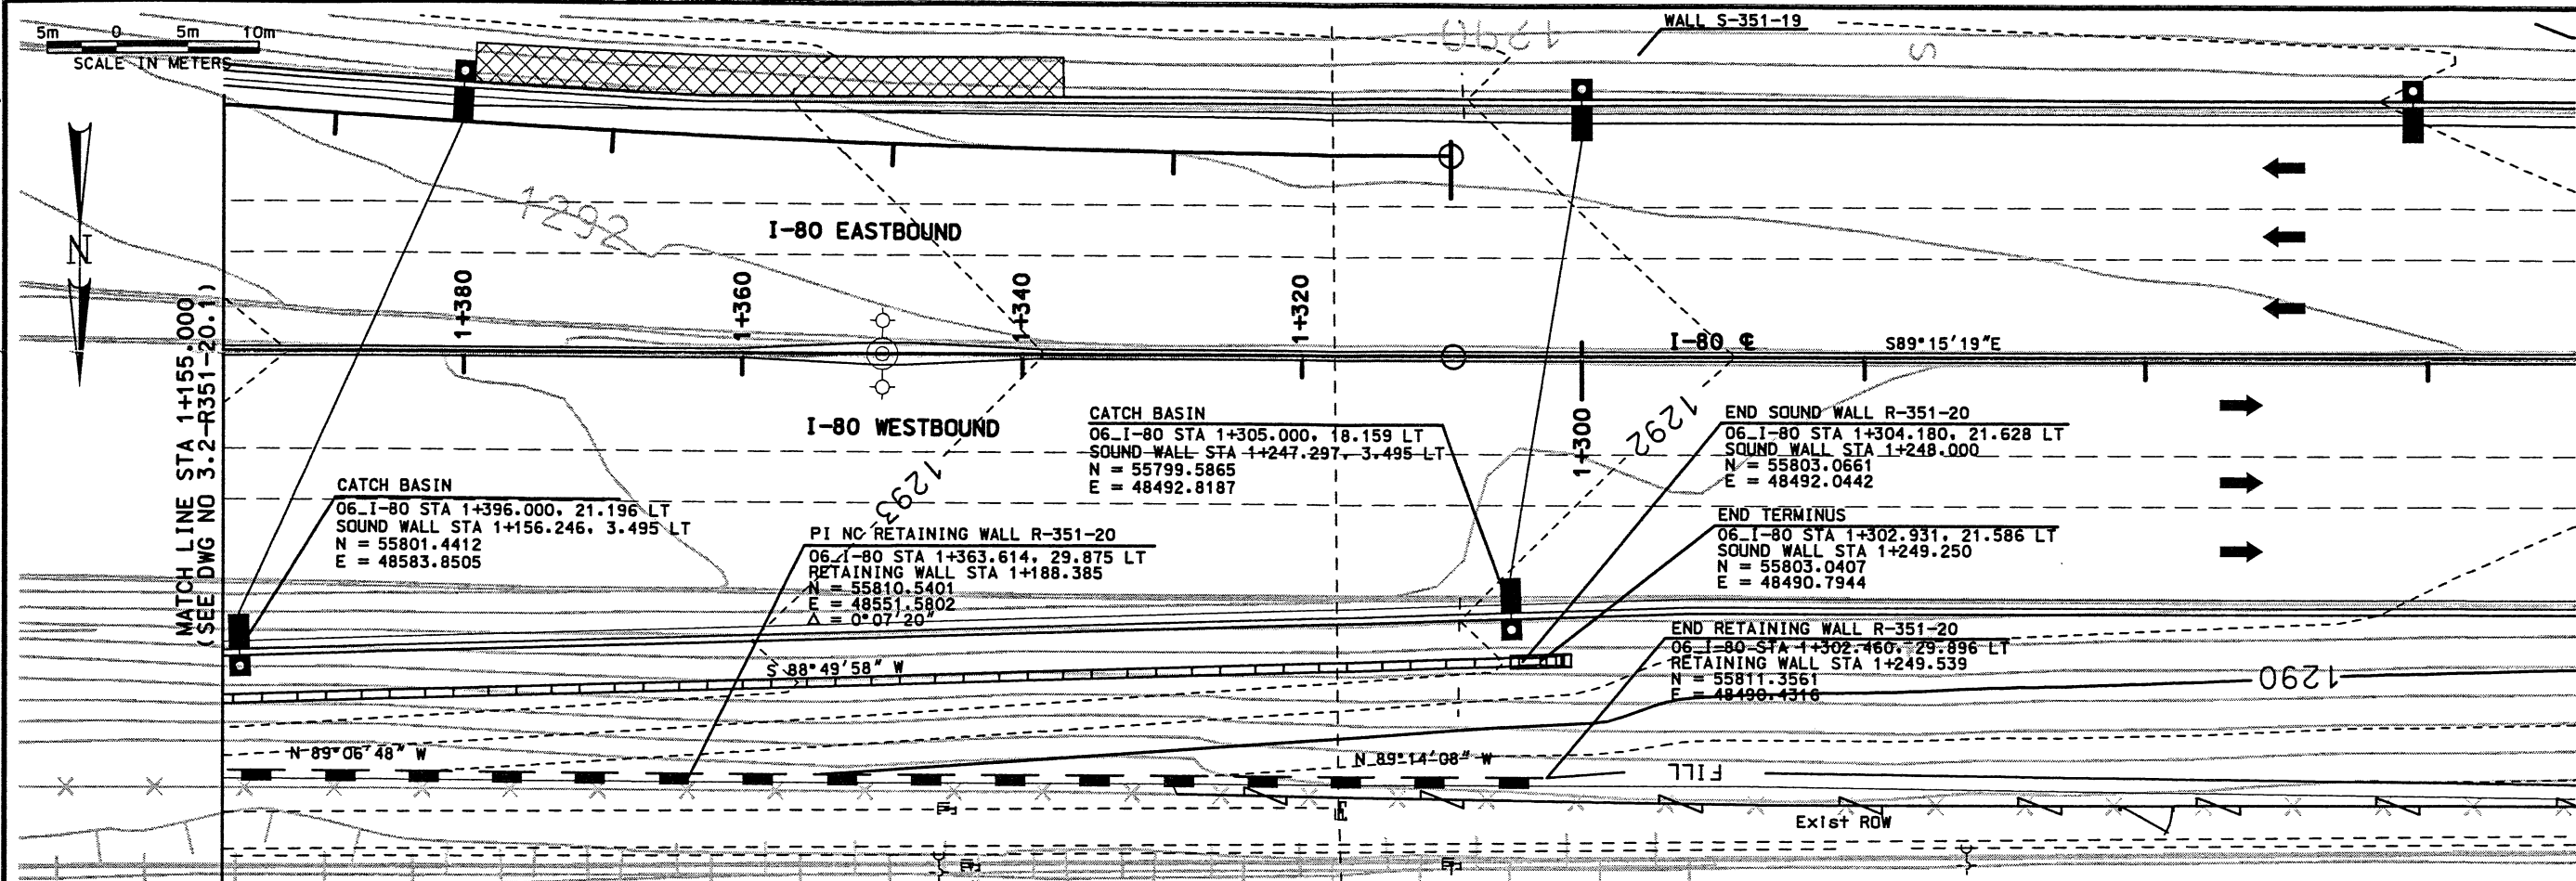 5m 0 5m 10m
SCALE IN METERS
1290
WALL S-351-19
S
N
1292
I-80 EASTBOUND
1+380
1+360
1+340
1+320
I-80 ℄
S89°15'19"E
MATCH LINE STA 1+155.000
(SEE DWG NO 3.2-R351-20.1)
I-80 WESTBOUND
1+300
1292
1293
CATCH BASIN
06_I-80 STA 1+305.000, 18.159 LT
SOUND WALL STA 1+247.297, 3.495 LT
N = 55799.5865
E = 48492.8187
END SOUND WALL R-351-20
06_I-80 STA 1+304.180, 21.628 LT
SOUND WALL STA 1+248.000
N = 55803.0661
E = 48492.0442
CATCH BASIN
06_I-80 STA 1+396.000, 21.196 LT
SOUND WALL STA 1+156.246, 3.495 LT
N = 55801.4412
E = 48583.8505
PI NC RETAINING WALL R-351-20
06_I-80 STA 1+363.614, 29.875 LT
RETAINING WALL STA 1+188.385
N = 55810.5401
E = 48551.5802
Δ = 0°07'20"
END TERMINUS
06_I-80 STA 1+302.931, 21.586 LT
SOUND WALL STA 1+249.250
N = 55803.0407
E = 48490.7944
END RETAINING WALL R-351-20
06_I-80 STA 1+302.460, 29.896 LT
RETAINING WALL STA 1+249.539
N = 55811.3561
E = 48490.4316
S 88°49'58" W
1290
N 89°06'48" W
N 89°14'08" W
FILL
Exist ROW